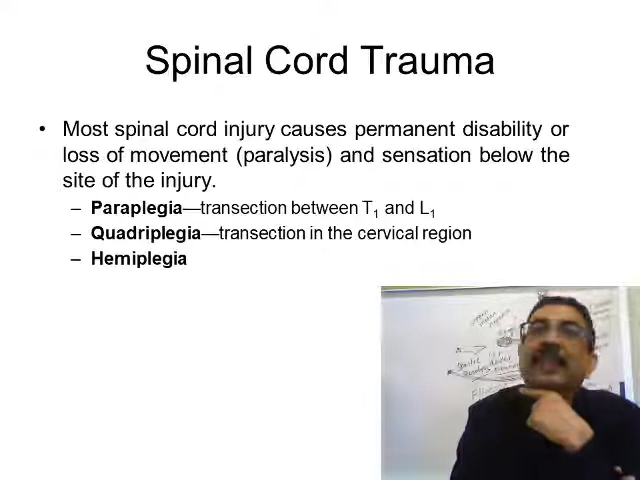 Spinal Cord Trauma
• Most spinal cord injury causes permanent disability or
loss of movement (paralysis) and sensation below the
site of the injury.
– Paraplegia—transection between T1 and L1
– Quadriplegia—transection in the cervical region
– Hemiplegia